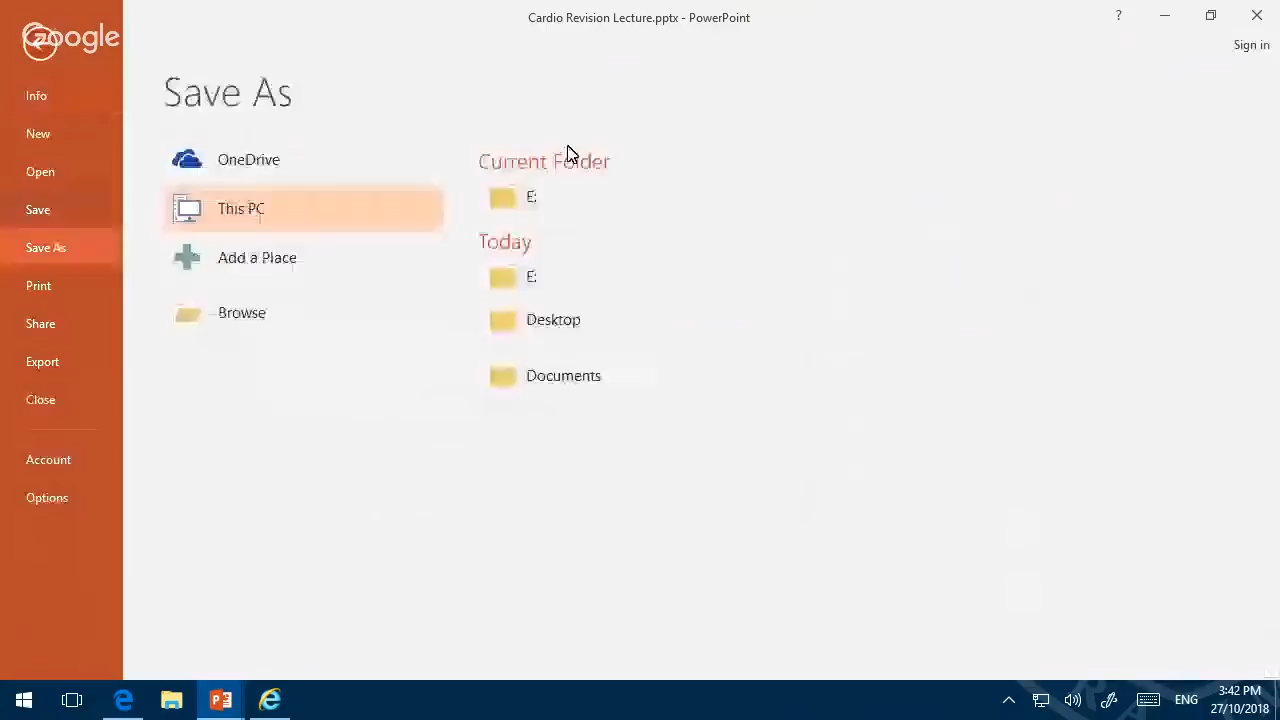 Cardio Revision Lecture.pptx - PowerPoint
?
Google
Sign in
Info
New
Open
Save
Save As
Print
Share
Export
Close
Account
Options
Save As
OneDrive
This PC
Add a Place
Browse
Current Folder
E:
Today
E:
Desktop
Documents
ENG
3:42 PM
27/10/2018